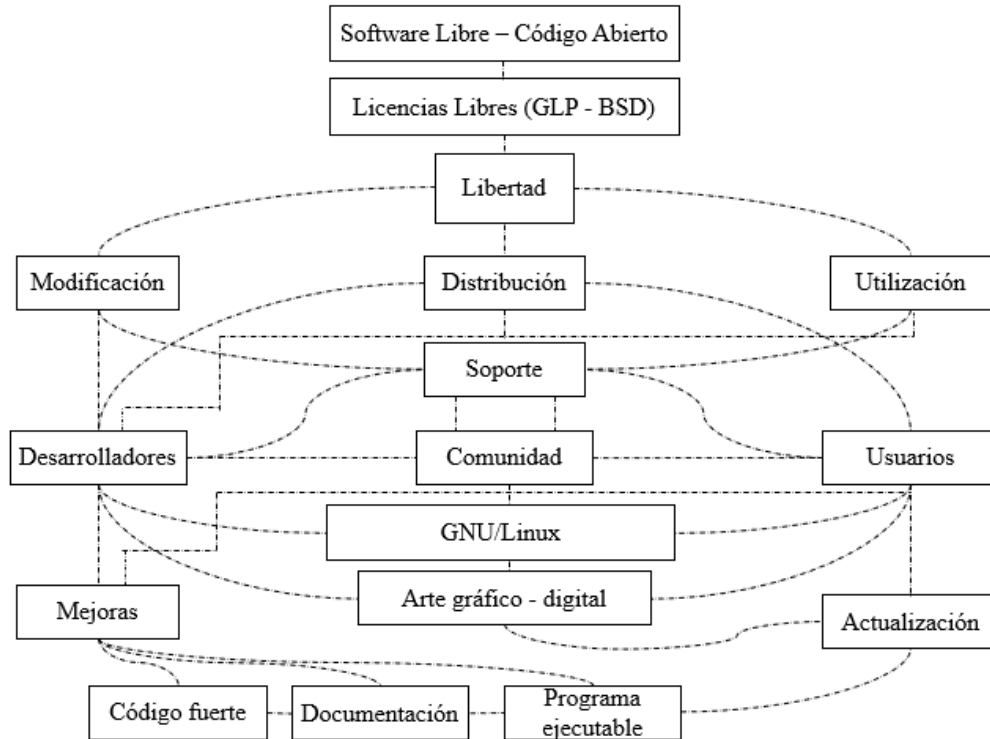 Software Libre – Código Abierto
Licencias Libres (GLP - BSD)
Libertad
Modificación
Distribución
Utilización
Soporte
Desarrolladores
Comunidad
Usuarios
GNU/Linux
Arte gráfico - digital
Mejoras
Actualización
Código fuerte
Documentación
Programa
ejecutable